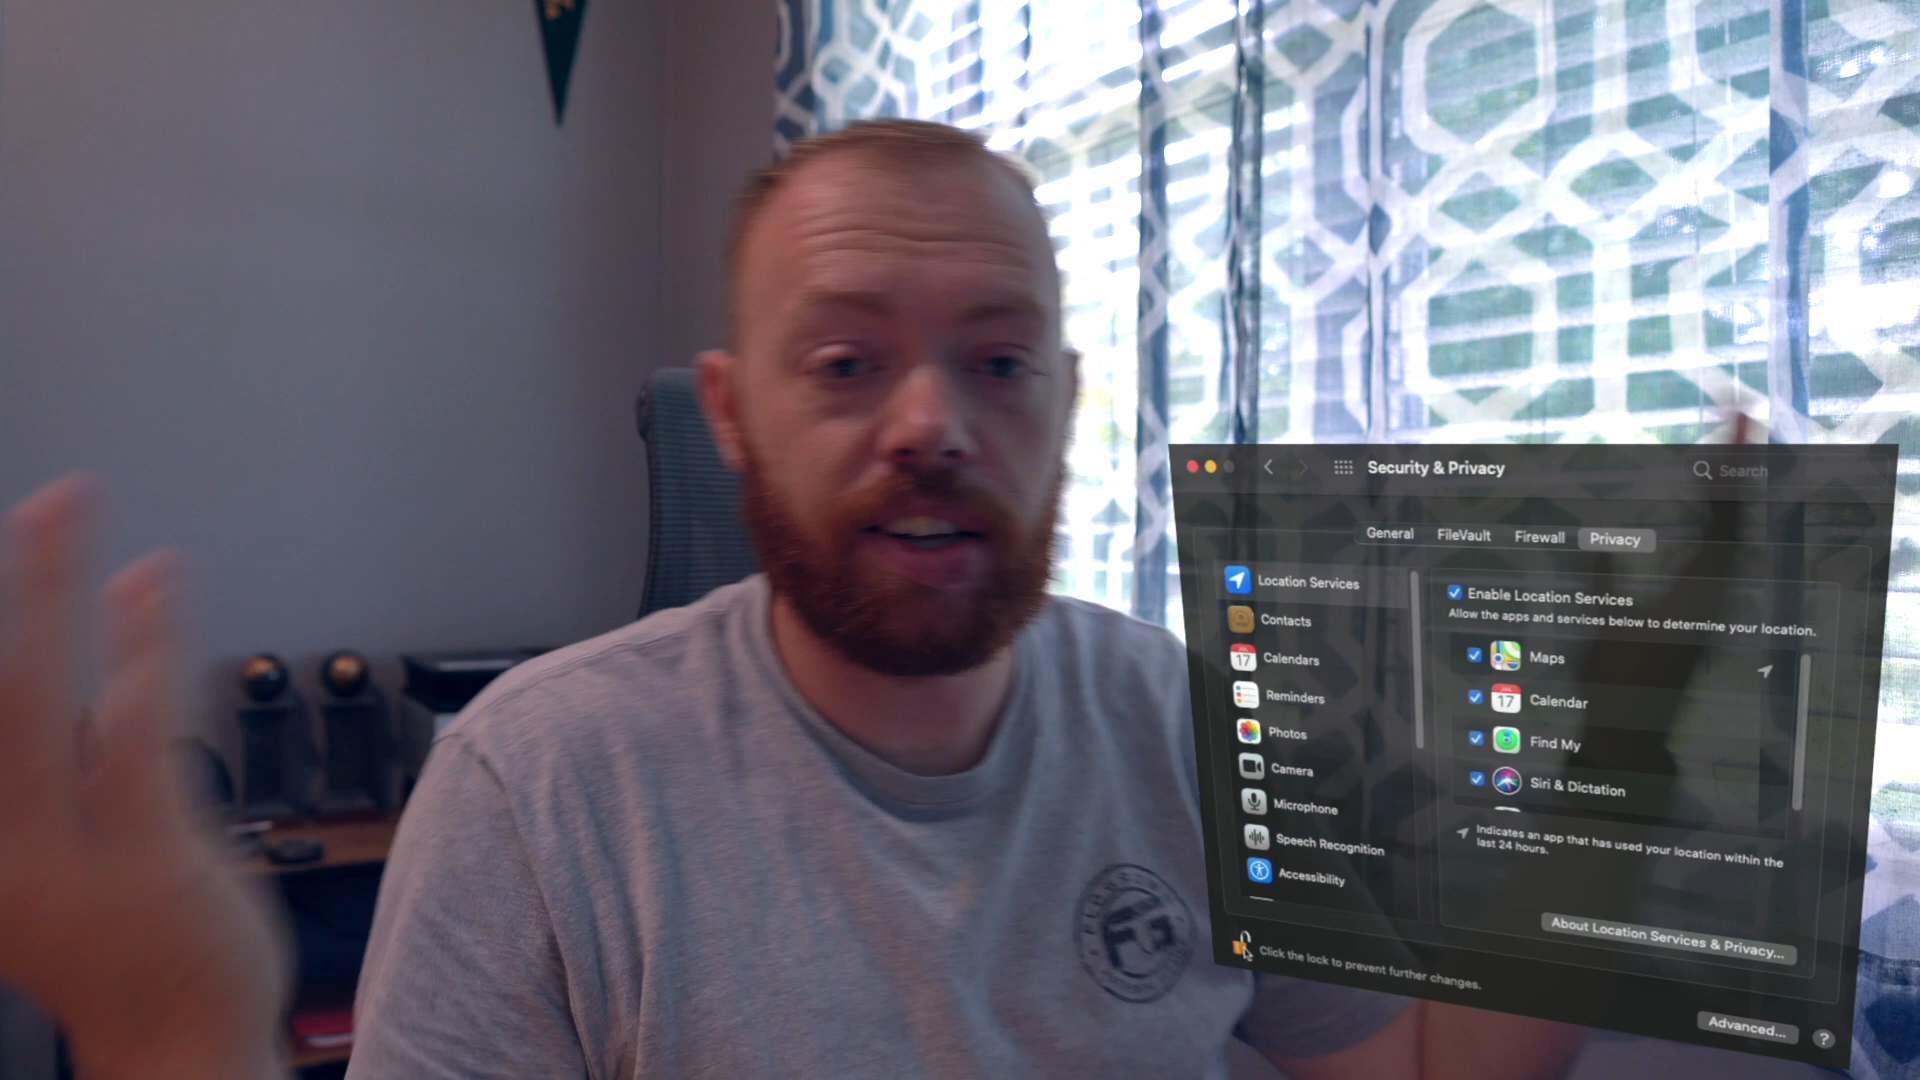 Security & Privacy
Search
General FileVault Firewall Privacy
Location Services
Contacts
17 Calendars
Reminders
Photos
Camera
Microphone
Speech Recognition
Accessibility
Enable Location Services
Allow the apps and services below to determine your location.
Maps
17 Calendar
Find My
Siri & Dictation
Indicates an app that has used your location within the
last 24 hours.
About Location Services & Privacy...
Click the lock to prevent further changes.
Advanced... ?
FG